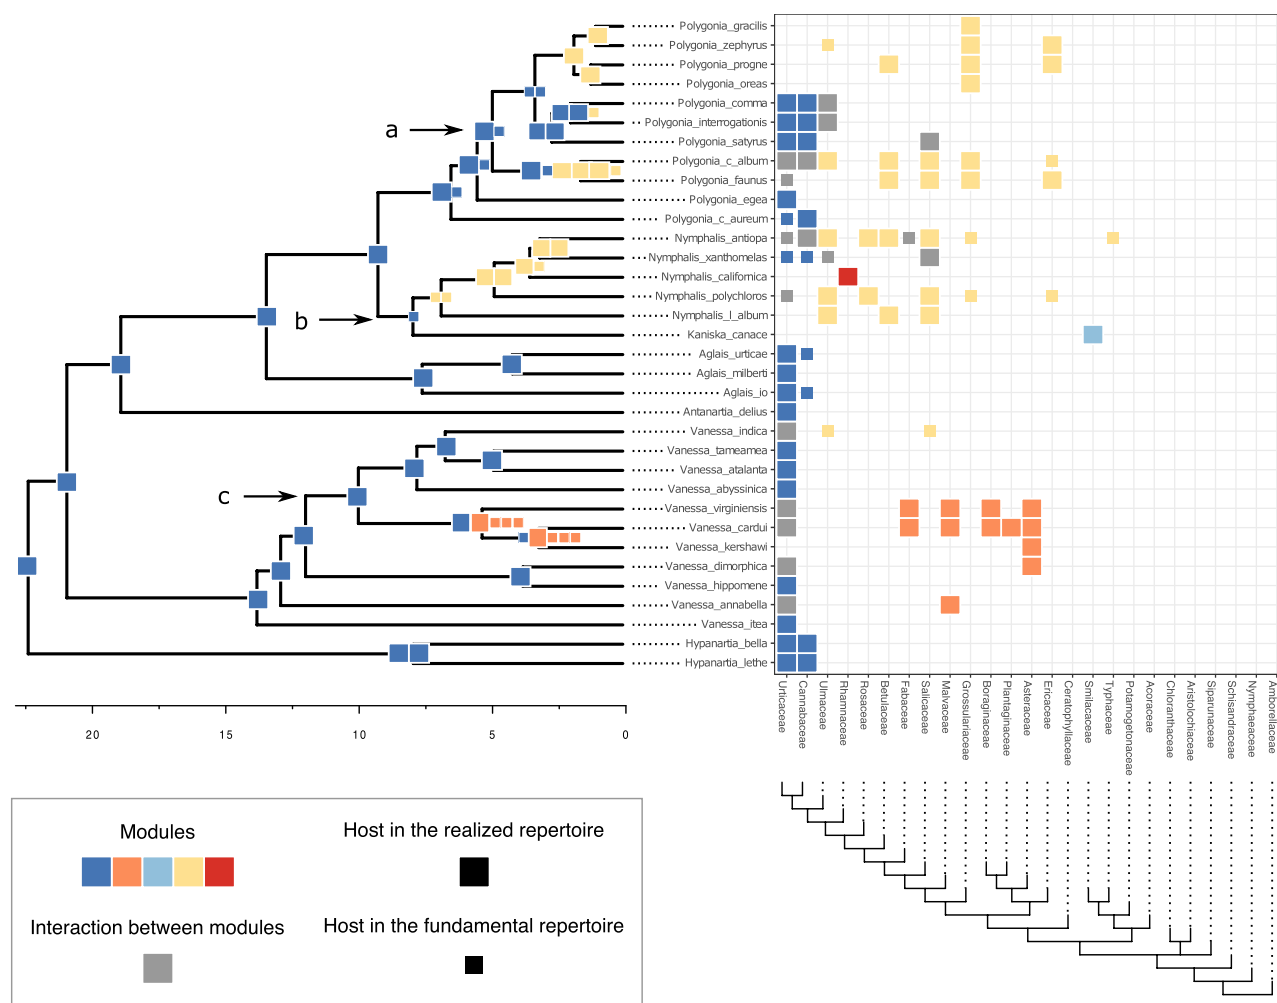 Polygonia_gracilis
Polygonia_zephyrus
Polygonia_progne
Polygonia_oreas
Polygonia_comma
Polygonia_interrogationis
Polygonia_satyrus
Polygonia_c_album
Polygonia_faunus
Polygonia_egea
Polygonia_c_aureum
Nymphalis_antiopa
Nymphalis_xanthomelas
Nymphalis_californica
Nymphalis_polychloros
Nymphalis_l_album
Kaniska_canace
Aglais_urticae
Aglais_milberti
Aglais_io
Antanartia_delius
Vanessa_indica
Vanessa_tameamea
Vanessa_atalanta
Vanessa_abyssinica
Vanessa_virginiensis
Vanessa_cardui
Vanessa_kershawi
Vanessa_dimorphica
Vanessa_hippomene
Vanessa_annabella
Vanessa_itea
Hypanartia_bella
Hypanartia_lethe
a
b
c
20 15 10 5 0
Urticaceae
Cannabaceae
Ulmaceae
Rhamnaceae
Rosaceae
Betulaceae
Fabaceae
Salicaceae
Malvaceae
Grossulariaceae
Boraginaceae
Plantaginaceae
Asteraceae
Ericaceae
Ceratophyllaceae
Smilacaceae
Typhaceae
Potamogetonaceae
Acoraceae
Chloranthaceae
Aristolochiaceae
Siparunaceae
Schisandraceae
Nymphaeaceae
Amborellaceae
Modules
Host in the realized repertoire
Interaction between modules
Host in the fundamental repertoire